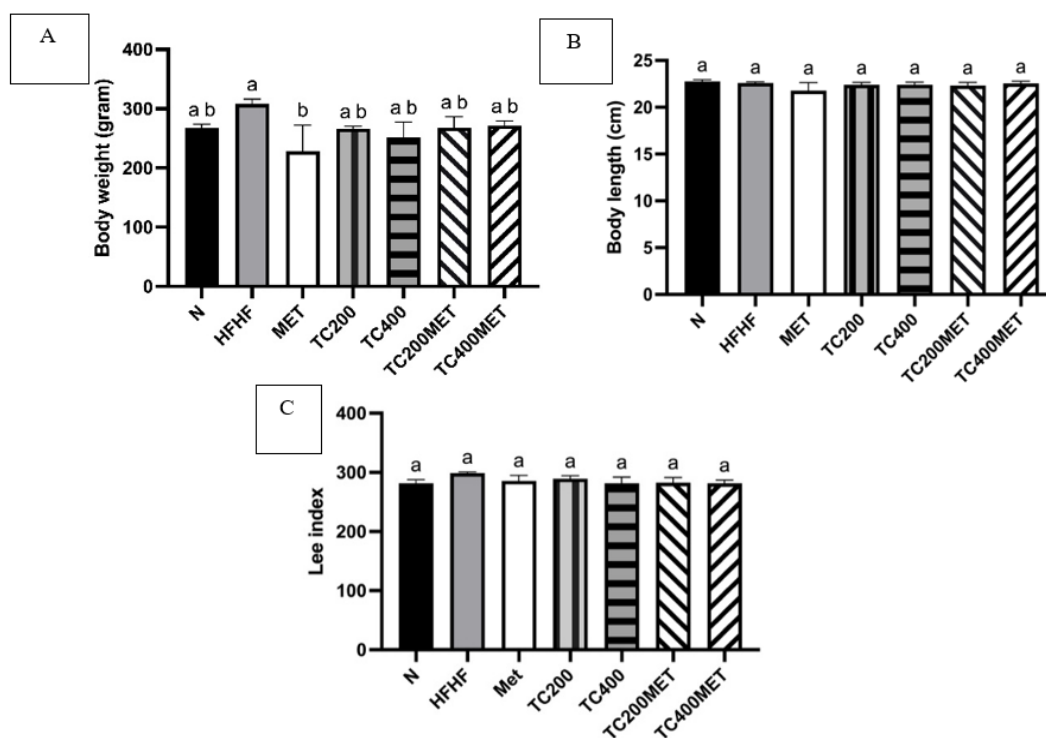 A
Body weight (gram)
400
300
200
100
0
a b
a
b
a b
a b
a b
a b
N
HFHF
MET
TC200
TC400
TC200MET
TC400MET
B
Body length (cm)
25
20
15
10
5
0
a
a
a
a
a
a
a
N
HFHF
MET
TC200
TC400
TC200MET
TC400MET
C
Lee index
400
300
200
100
0
a
a
a
a
a
a
a
N
HFHF
Met
TC200
TC400
TC200MET
TC400MET